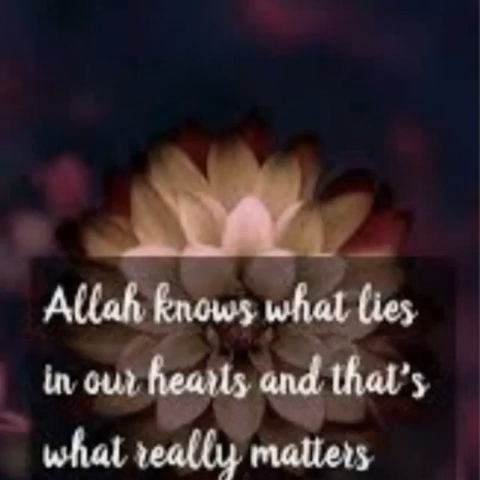 Allah knows what lies
in our hearts and that's
what really matters